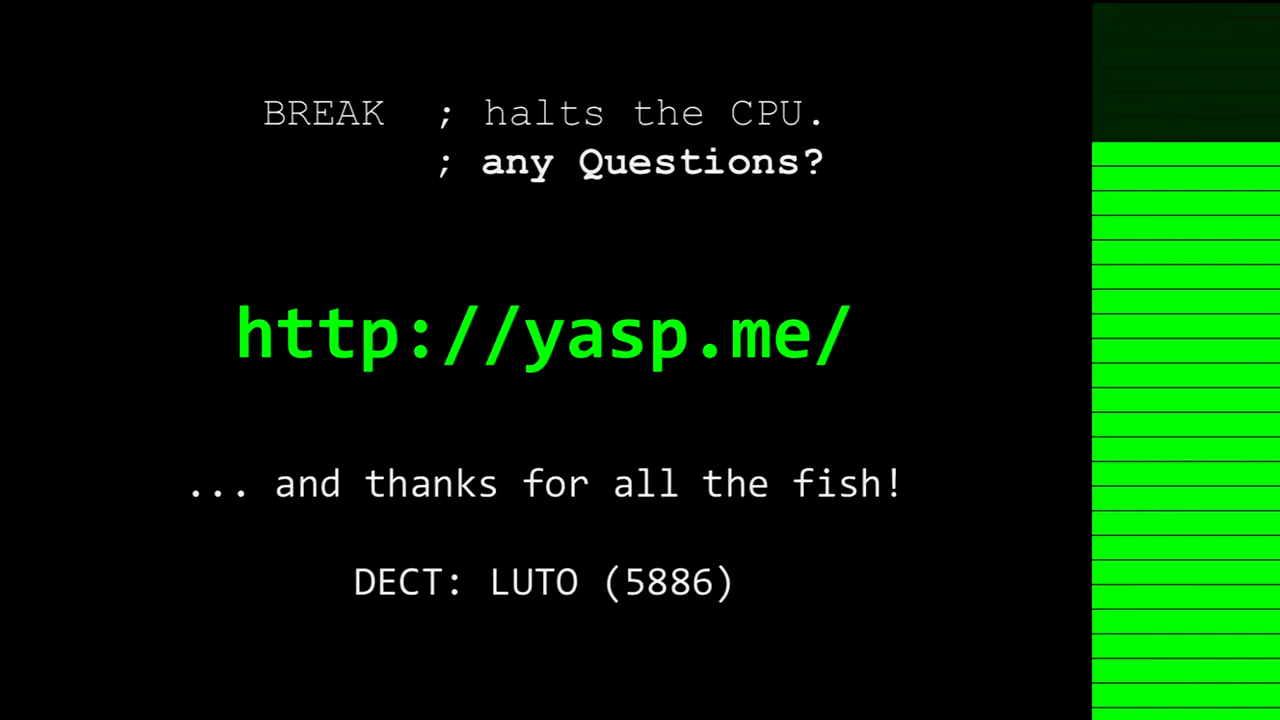 BREAK  ; halts the CPU.
; any Questions?
http://yasp.me/
... and thanks for all the fish!
DECT: LUTO (5886)